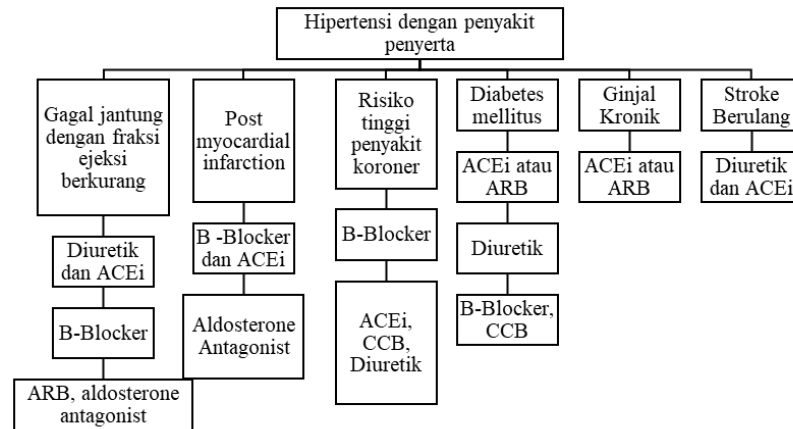 Hipertensi dengan penyakit
penyerta
Gagal jantung
dengan fraksi
ejeksi
berkurang
Diuretik
dan ACEi
B-Blocker
ARB, aldosterone
antagonist
Post
myocardial
infarction
B -Blocker
dan ACEi
Aldosterone
Antagonist
Risiko
tinggi
penyakit
koroner
B-Blocker
ACEi,
CCB,
Diuretik
Diabetes
mellitus
ACEi atau
ARB
Diuretik
B-Blocker,
CCB
Ginjal
Kronik
ACEi atau
ARB
Stroke
Berulang
Diuretik
dan ACEi